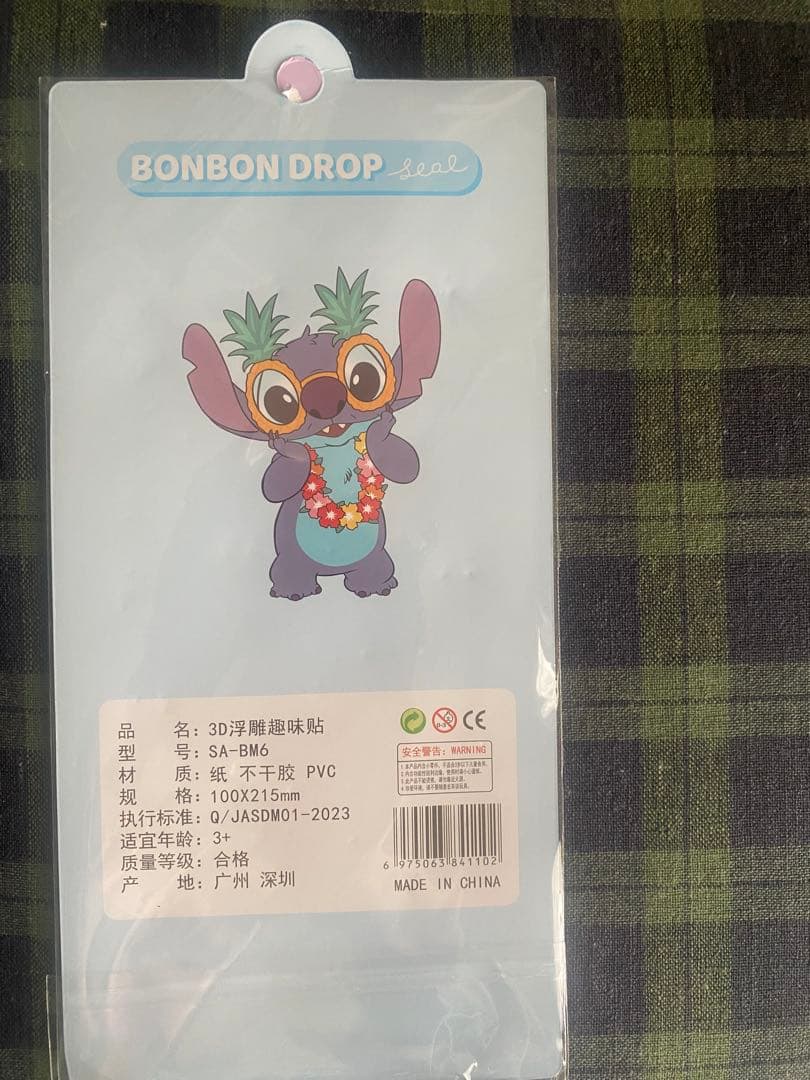 BONBON DROP seal
品 名：3D浮雕趣味贴
型 号：SA-BM6
材 质：纸 不干胶 PVC
规 格：100X215mm
执行标准：Q/JASDM01-2023
适宜年龄：3+
质量等级：合格
产 地：广州 深圳
0-3
CE
安全警告：WARNING
6 975063 841102
MADE IN CHINA